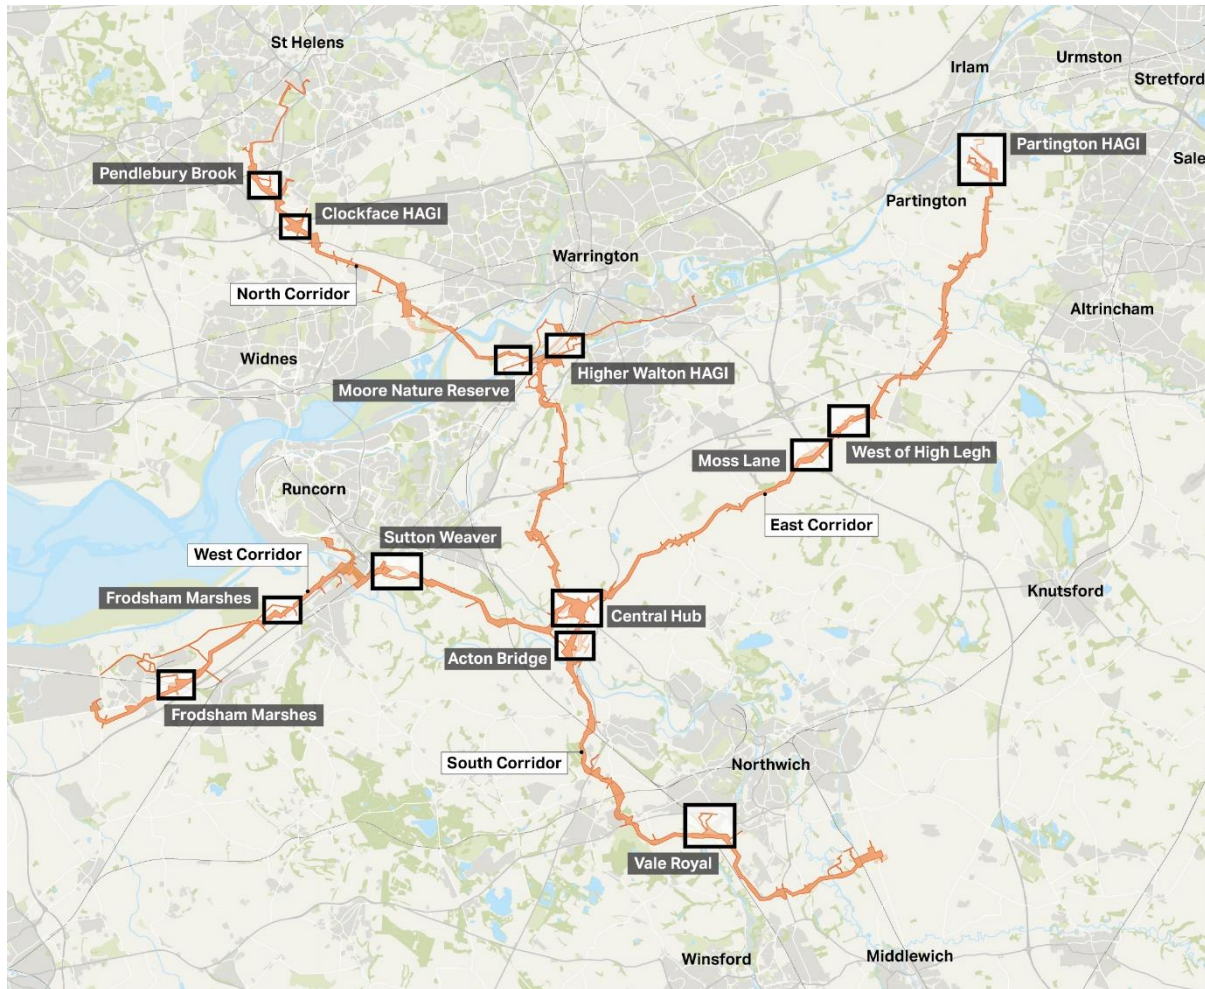 St Helens
Urmston
Irlam
Stretford
Partington HAGI
Sale
Pendlebury Brook
Partington
Clockface HAGI
Warrington
North Corridor
Altrincham
Widnes
Higher Walton HAGI
Moore Nature Reserve
West of High Legh
Moss Lane
Runcorn
East Corridor
Sutton Weaver
West Corridor
Knutsford
Frodsham Marshes
Central Hub
Acton Bridge
Frodsham Marshes
South Corridor
Northwich
Vale Royal
Middlewich
Winsford